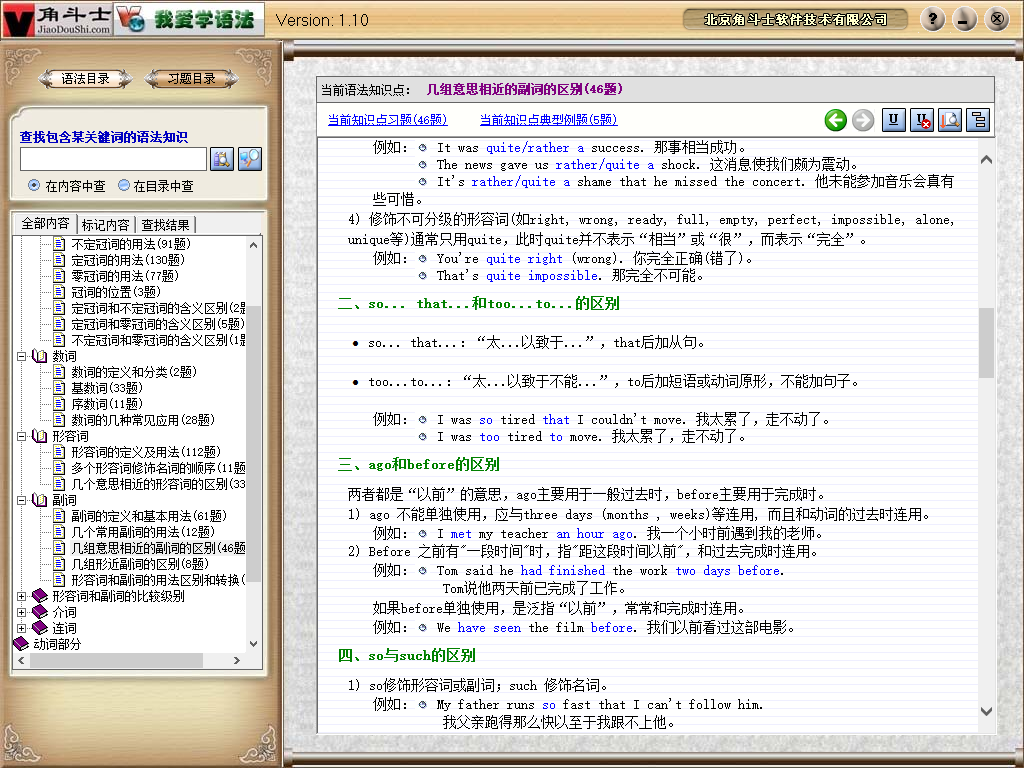 角斗士
JiaoDouShi.com
我爱学语法
Version: 1.10
北京角斗士软件技术有限公司
语法目录
习题目录
查找包含某关键词的语法知识
在内容中查
在目录中查
全部内容
标记内容
查找结果
不定冠词的用法(91题)
定冠词的用法(130题)
零冠词的用法(77题)
冠词的位置(3题)
定冠词和不定冠词的含义区别(2题
定冠词和零冠词的含义区别(5题)
不定冠词和零冠词的含义区别(1题
数词
数词的定义和分类(2题)
基数词(33题)
序数词(11题)
数词的几种常见应用(28题)
形容词
形容词的定义及用法(112题)
多个形容词修饰名词的顺序(11题
几个意思相近的形容词的区别(33
副词
副词的定义和基本用法(61题)
几个常用副词的用法(12题)
几组意思相近的副词的区别(46题
几组形近副词的区别(8题)
形容词和副词的用法区别和转换(
形容词和副词的比较级别
介词
连词
动词部分
当前语法知识点: 几组意思相近的副词的区别(46题)
当前知识点习题(46题)
当前知识点典型例题(5题)
例如: It was quite/rather a success. 那事相当成功。
The news gave us rather/quite a shock. 这消息使我们颇为震动。
It's rather/quite a shame that he missed the concert. 他未能参加音乐会真有
些可惜。
4) 修饰不可分级的形容词(如right, wrong, ready, full, empty, perfect, impossible, alone,
unique等)通常只用quite，此时quite并不表示“相当”或“很”，而表示“完全”。
例如: You're quite right (wrong). 你完全正确(错了)。
That's quite impossible. 那完全不可能。
二、so... that...和too...to...的区别
• so... that...：“太...以致于...”，that后加从句。
• too...to...：“太...以致于不能...”，to后加短语或动词原形，不能加句子。
例如: I was so tired that I couldn't move. 我太累了，走不动了。
I was too tired to move. 我太累了，走不动了。
三、ago和before的区别
两者都是“以前”的意思，ago主要用于一般过去时，before主要用于完成时。
1) ago 不能单独使用，应与three days (months , weeks)等连用, 而且和动词的过去时连用。
例如: I met my teacher an hour ago. 我一个小时前遇到我的老师。
2) Before 之前有"一段时间"时，指"距这段时间以前"，和过去完成时连用。
例如: Tom said he had finished the work two days before.
Tom说他两天前已完成了工作。
如果before单独使用，是泛指“以前”，常常和完成时连用。
例如: We have seen the film before. 我们以前看过这部电影。
四、so与such的区别
1) so修饰形容词或副词；such 修饰名词。
例如: My father runs so fast that I can't follow him.
我父亲跑得那么快以至于我跟不上他。